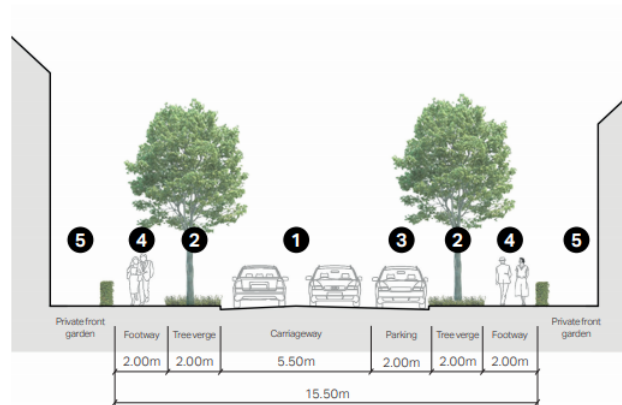 5 4 2 1 3 2 4 5
Private front
garden
Footway
Tree verge
Carriageway
Parking
Tree verge
Footway
Private front
garden
2.00m 2.00m 5.50m 2.00m 2.00m 2.00m
15.50m